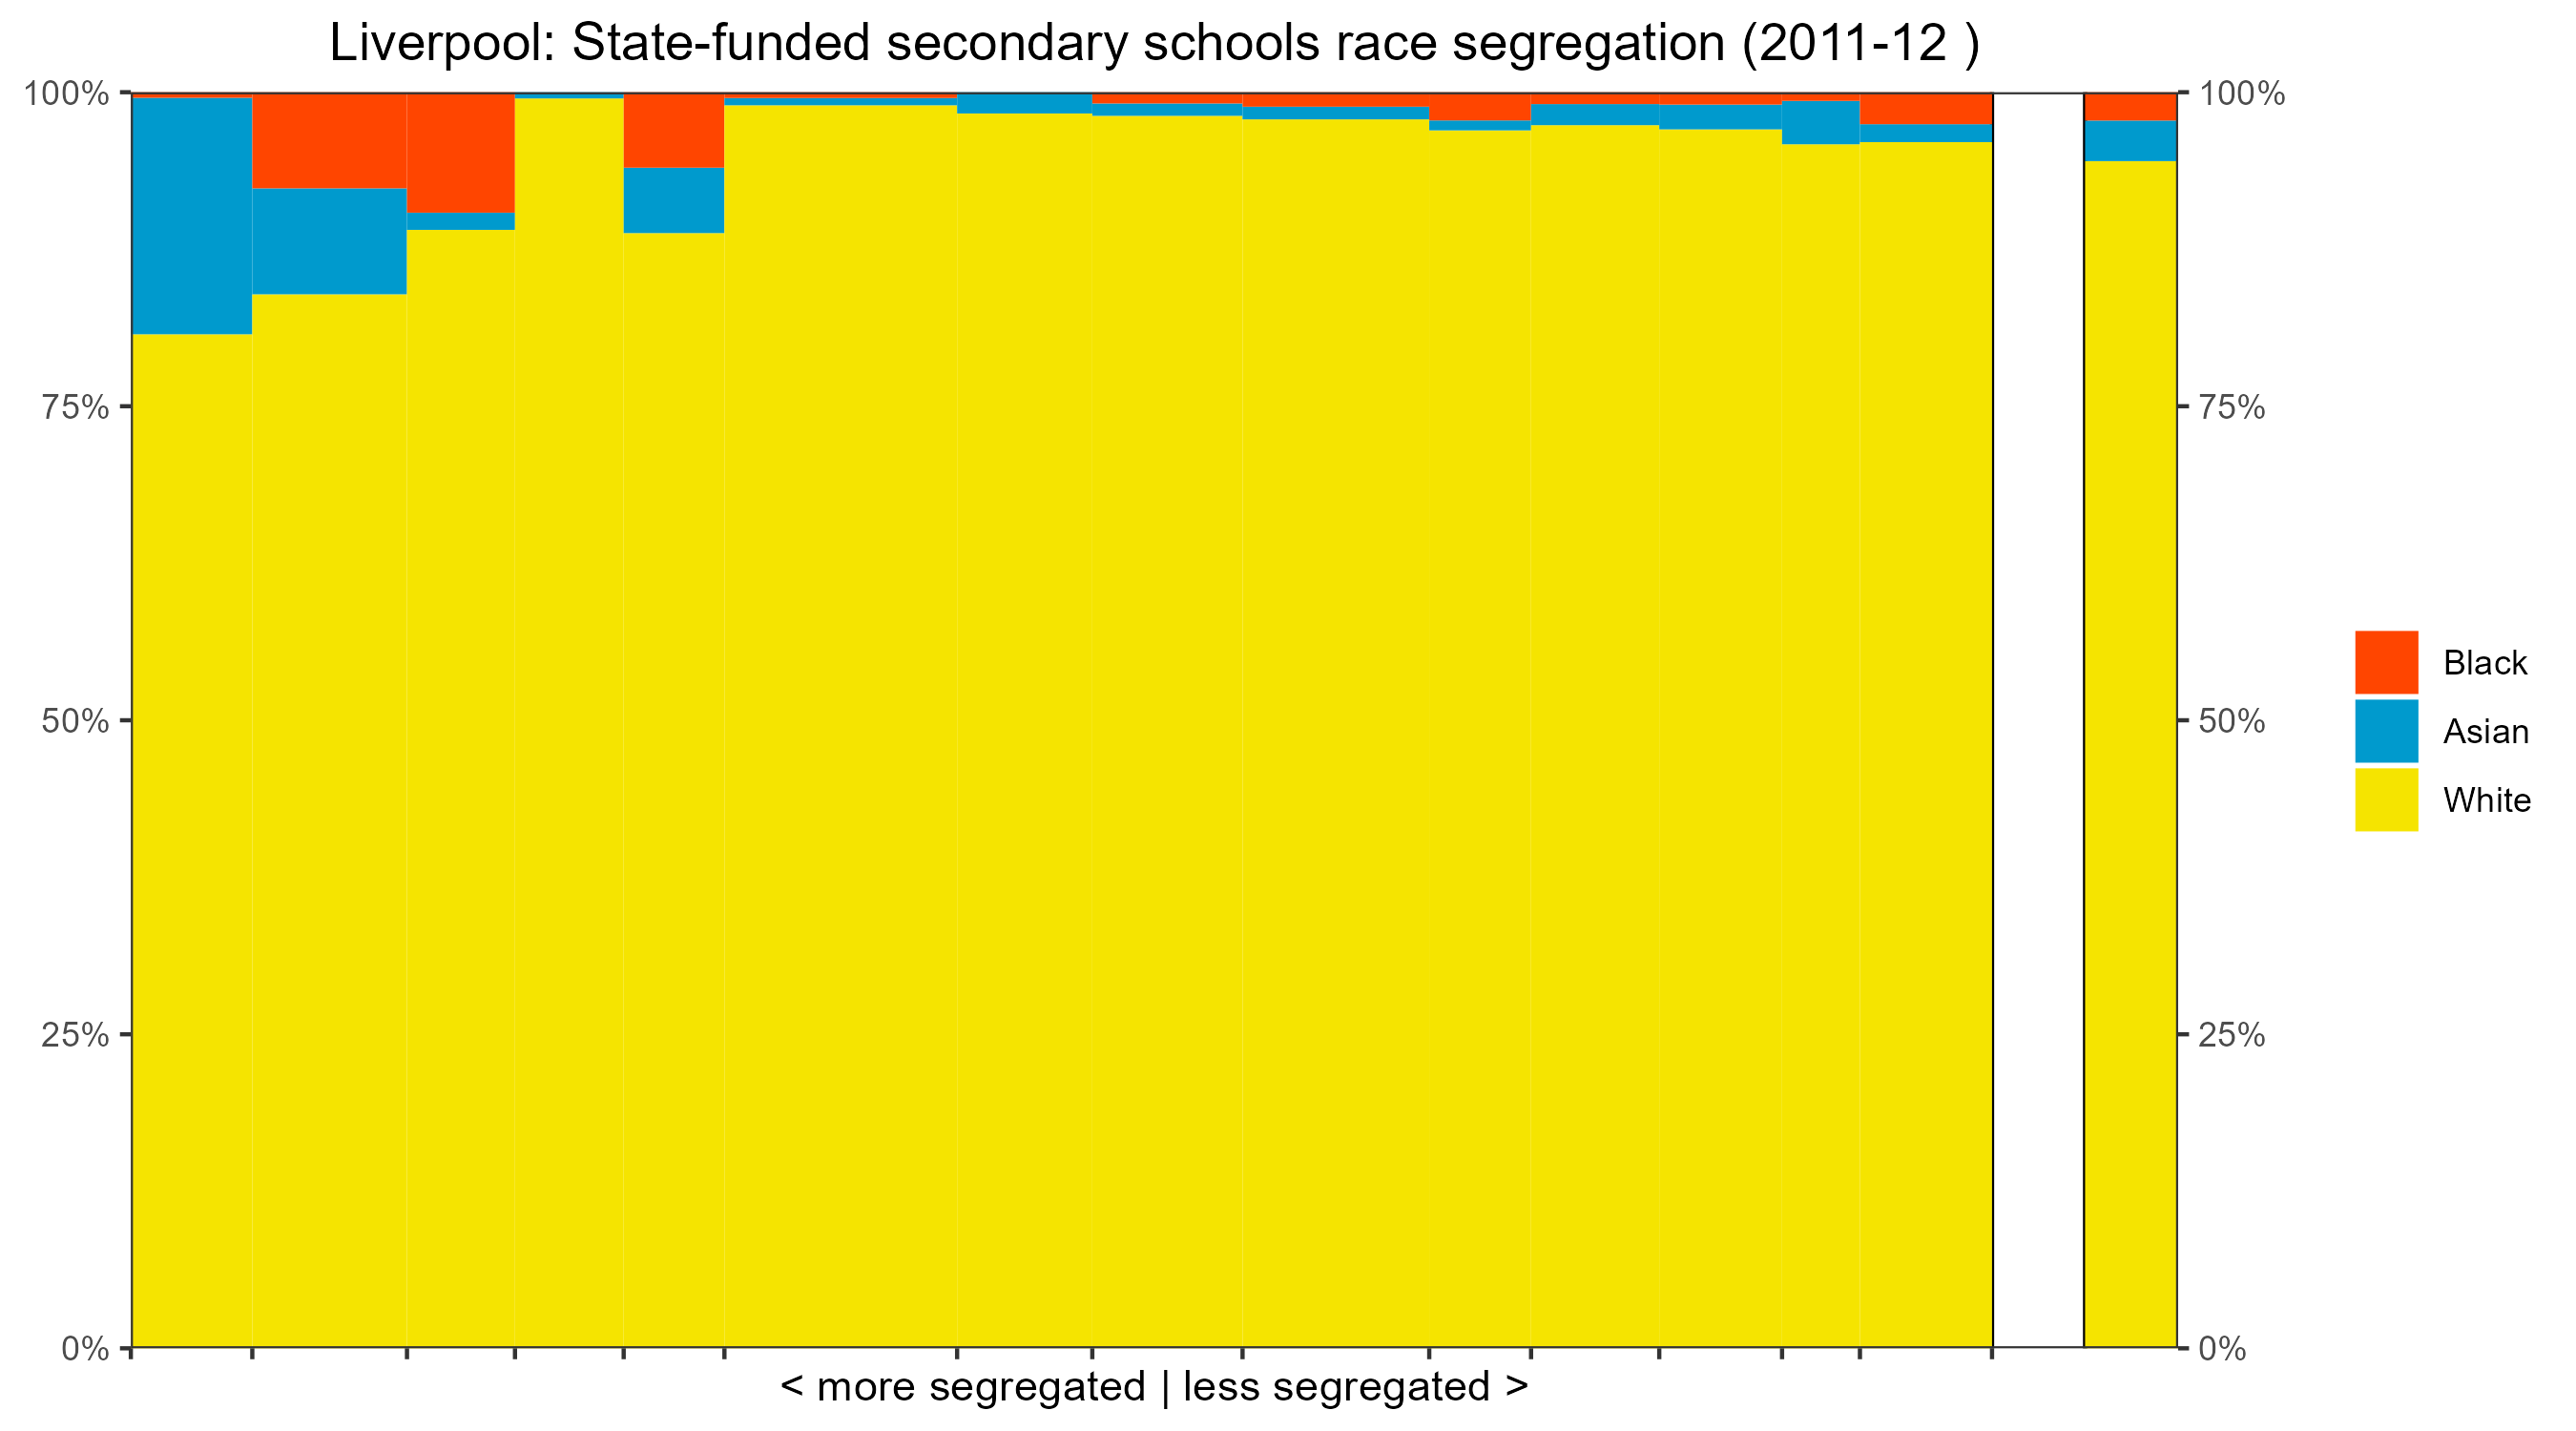 Liverpool: State-funded secondary schools race segregation (2011-12 )
100%
75%
50%
25%
0%
100%
75%
50%
25%
0%
Black
Asian
White
< more segregated | less segregated >